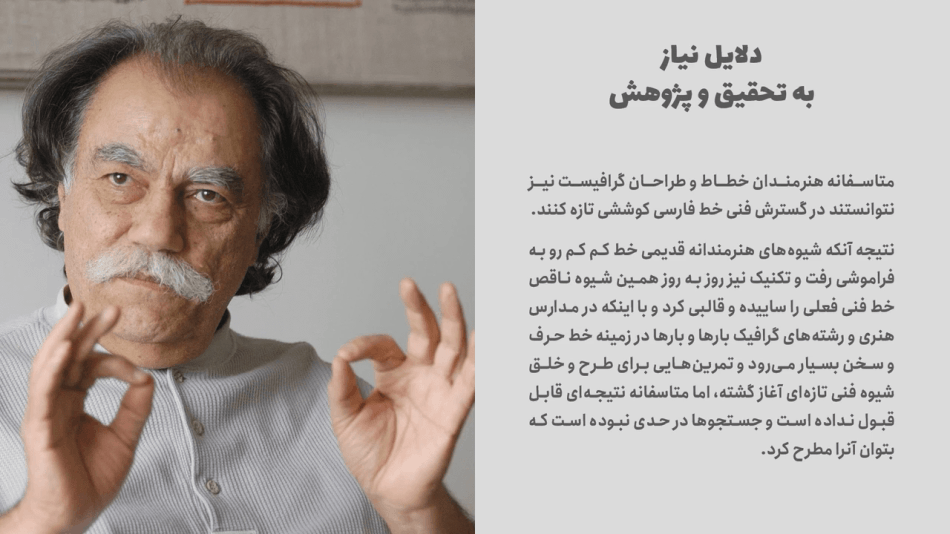 دلایل نیاز
به تحقیق و پژوهش
متاسفانه هنرمندان خطاط و طراحان گرافیست نیز
نتوانستند در گسترش فنی خط فارسی کوششی تازه کنند.
نتیجه آنکه شیوه‌های هنرمندانه قدیمی خط کم کم رو به
فراموشی رفت و تکنیک نیز روز به روز همین شیوه ناقص
خط فنی فعلی را ساییده و قالبی کرد و با اینکه در مدارس
هنری و رشته‌های گرافیک بارها و بارها در زمینه خط حرف
و سخن بسیار می‌رود و تمرین‌هایی برای طرح و خلق
شیوه فنی تازه‌ای آغاز گشته، اما متاسفانه نتیجه‌ای قابل
قبول نداده است و جستجوها در حدی نبوده است که
بتوان آنرا مطرح کرد.